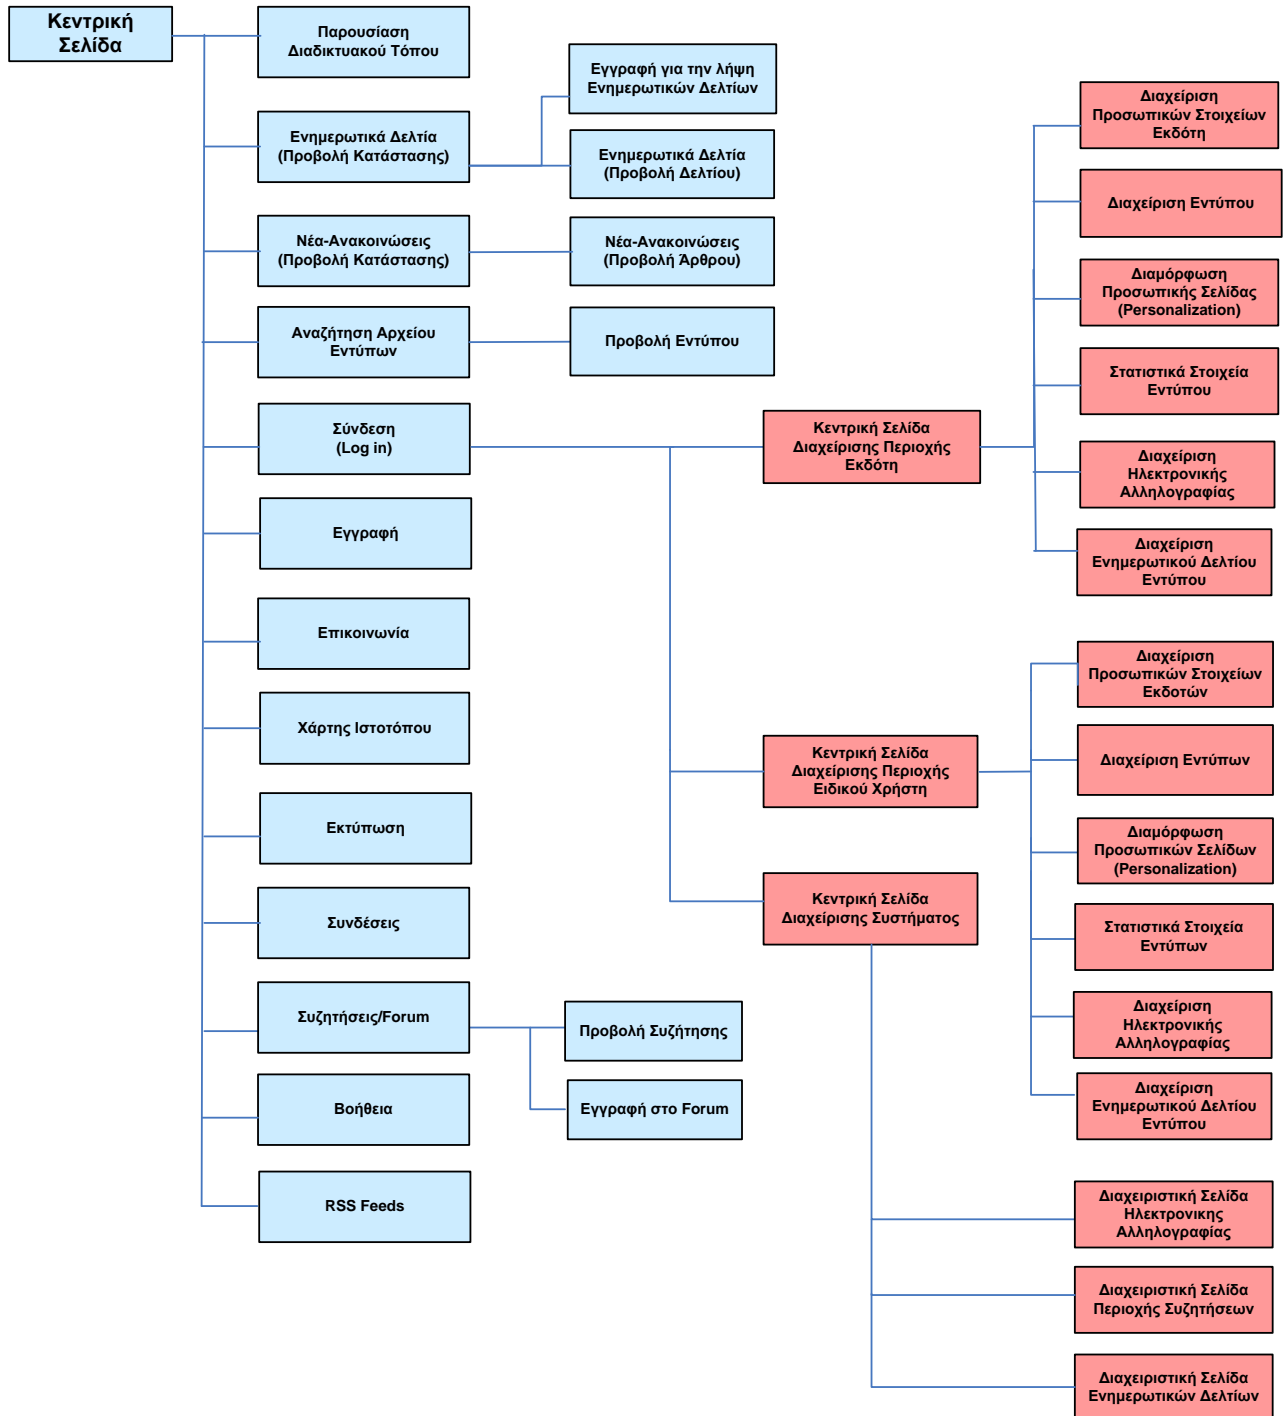 Κεντρική
Σελίδα
Παρουσίαση
Διαδικτυακού Τόπου
Ενημερωτικά Δελτία
(Προβολή Κατάστασης)
Εγγραφή για την λήψη
Ενημερωτικών Δελτίων
Ενημερωτικά Δελτία
(Προβολή Δελτίου)
Νέα-Ανακοινώσεις
(Προβολή Κατάστασης)
Νέα-Ανακοινώσεις
(Προβολή Άρθρου)
Αναζήτηση Αρχείου
Εντύπων
Προβολή Εντύπου
Σύνδεση
(Log in)
Εγγραφή
Επικοινωνία
Χάρτης Ιστοτόπου
Εκτύπωση
Συνδέσεις
Συζητήσεις/Forum
Προβολή Συζήτησης
Εγγραφή στο Forum
Βοήθεια
RSS Feeds
Κεντρική Σελίδα
Διαχείρισης Περιοχής
Εκδότη
Διαχείριση
Προσωπικών Στοιχείων
Εκδότη
Διαχείριση Εντύπου
Διαμόρφωση
Προσωπικής Σελίδας
(Personalization)
Στατιστικά Στοιχεία
Εντύπου
Διαχείριση
Ηλεκτρονικής
Αλληλογραφίας
Διαχείριση
Ενημερωτικού Δελτίου
Εντύπου
Κεντρική Σελίδα
Διαχείρισης Περιοχής
Ειδικού Χρήστη
Διαχείριση
Προσωπικών Στοιχείων
Εκδοτών
Διαχείριση Εντύπων
Διαμόρφωση
Προσωπικών Σελίδων
(Personalization)
Στατιστικά Στοιχεία
Εντύπων
Διαχείριση
Ηλεκτρονικής
Αλληλογραφίας
Διαχείριση
Ενημερωτικού Δελτίου
Εντύπου
Κεντρική Σελίδα
Διαχείρισης Συστήματος
Διαχειριστική Σελίδα
Ηλεκτρονικης
Αλληλογραφίας
Διαχειριστική Σελίδα
Περιοχής Συζητήσεων
Διαχειριστική Σελίδα
Ενημερωτικών Δελτίων